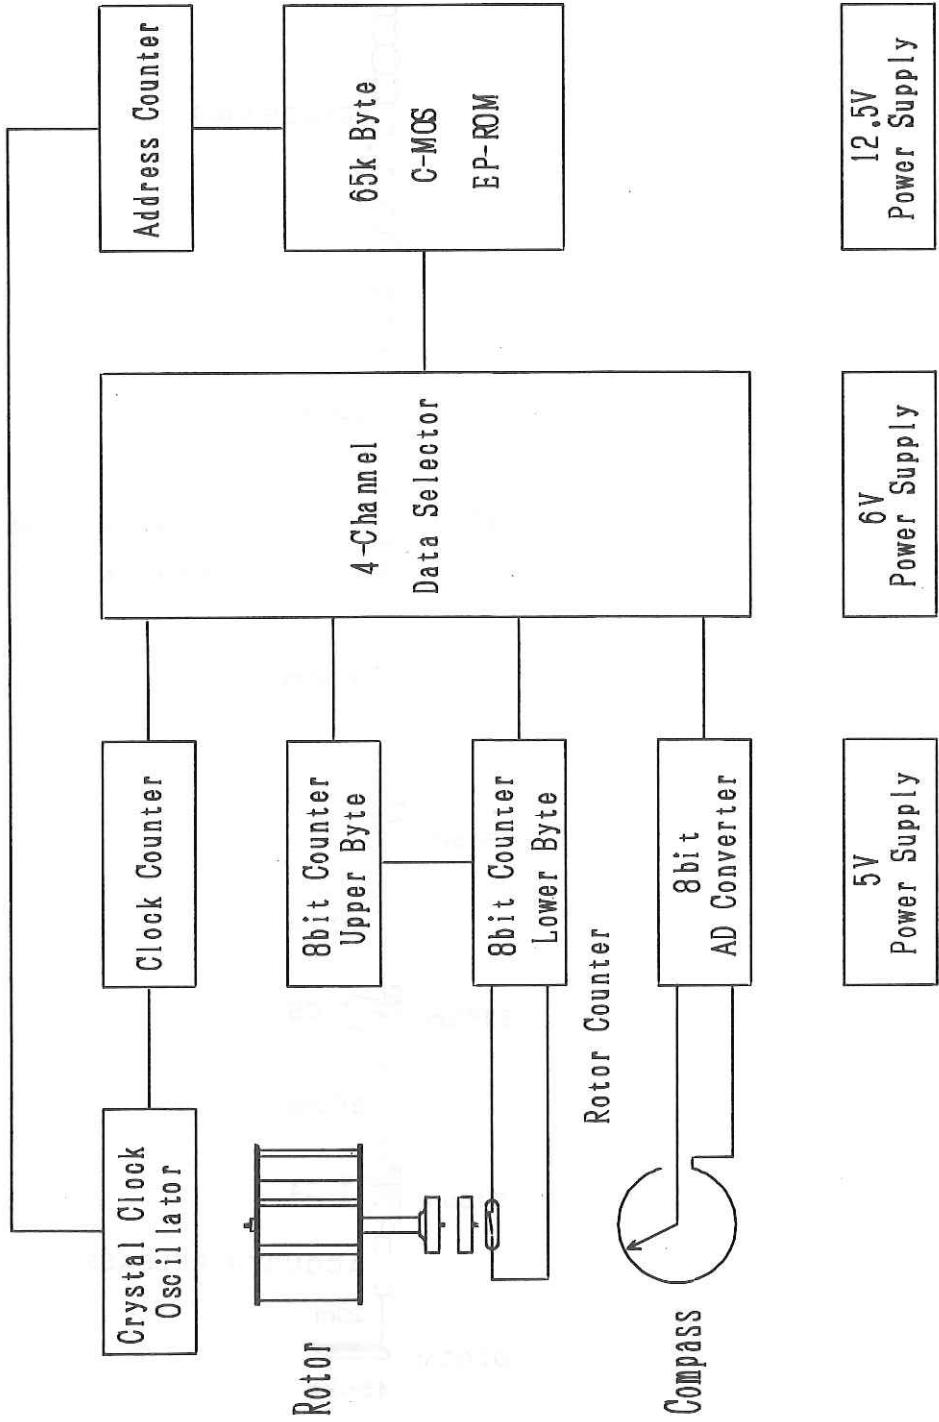 Crystal Clock
Oscillator
Clock Counter
Address Counter
Rotor
8bit Counter
Upper Byte
8bit Counter
Lower Byte
Rotor Counter
4-Channel
Data Selector
65k Byte
C-MOS
EP-ROM
Compass
8bit
AD Converter
5V
Power Supply
6V
Power Supply
12.5V
Power Supply